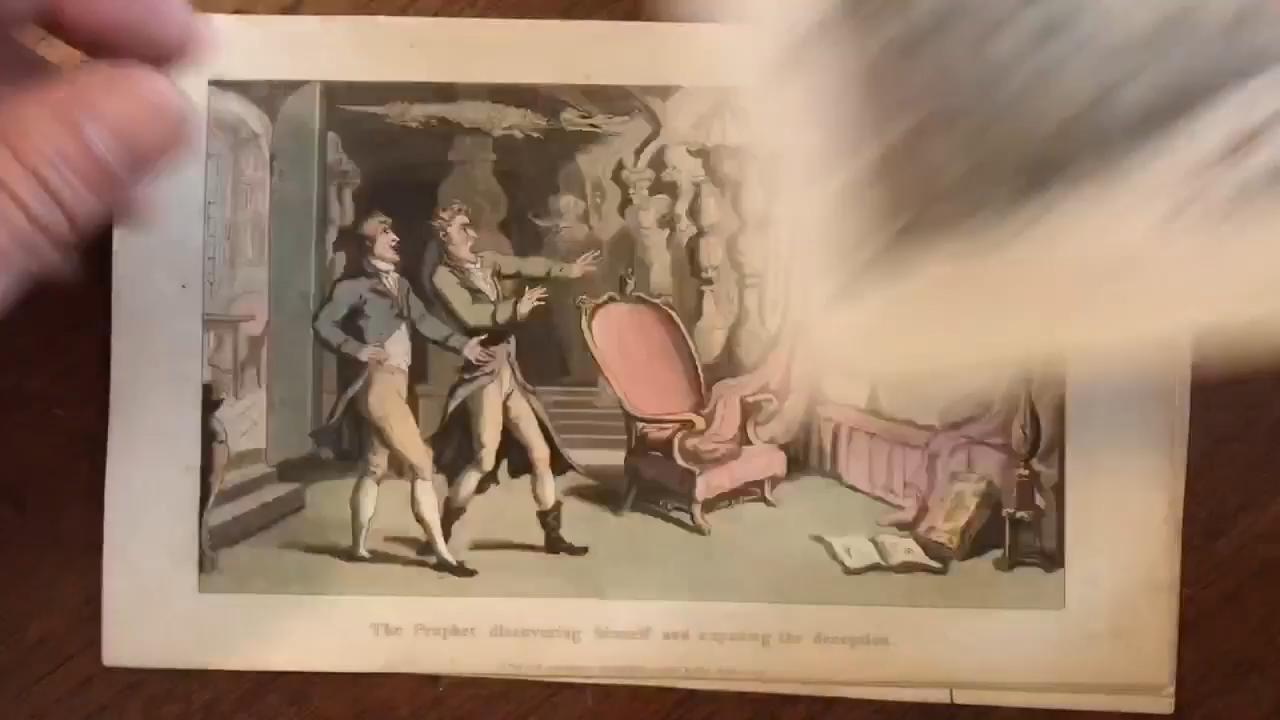 The Prophet discovering himself and exposing the deception.